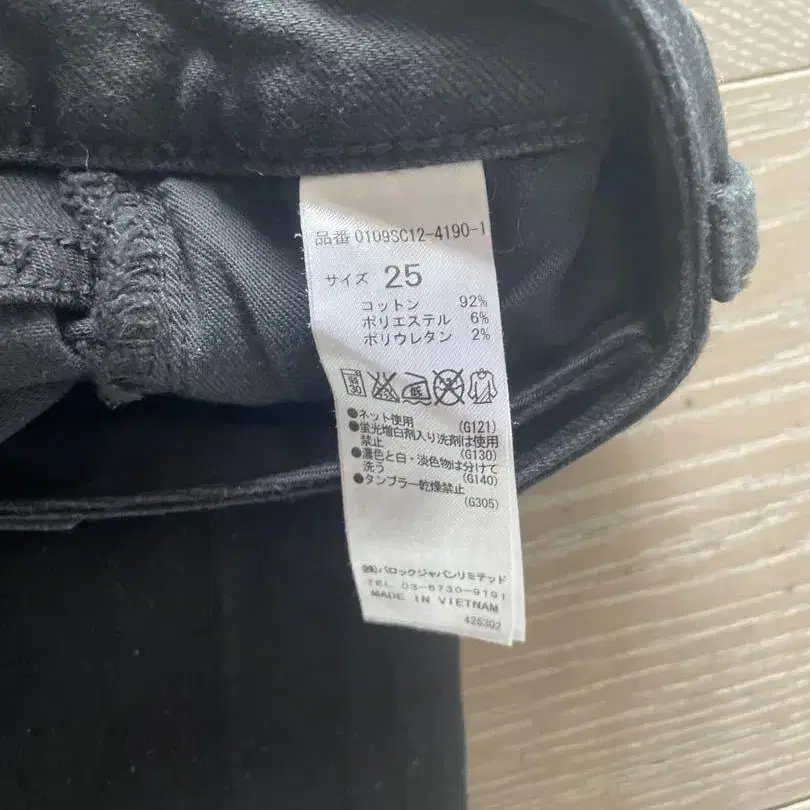 品番 0109SC12-4190-1
サイズ 25
コットン 92%
ポリエステル 6%
ポリウレタン 2%
30
低
●ネット使用 (G121)
●蛍光増白剤入り洗剤は使用
禁止 (G130)
●濃色と白・淡色物は分けて
洗う (G140)
●タンブラー乾燥禁止
(G305)
㈱バロックジャパンリミテッド
TEL 03-6730-9191
MADE IN VIETNAM
426302